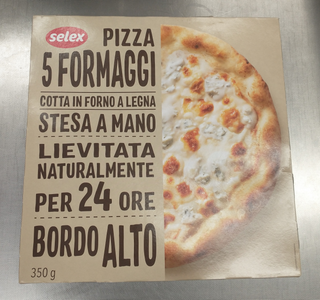 selex
PIZZA
5 FORMAGGI
COTTA IN FORNO A LEGNA
STESA A MANO
LIEVITATA
NATURALMENTE
PER 24 ORE
BORDO ALTO
350 g